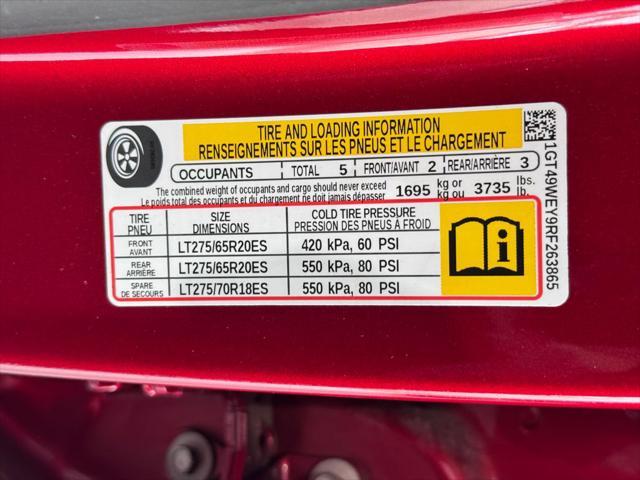 TIRE AND LOADING INFORMATION
RENSEIGNEMENTS SUR LES PNEUS ET LE CHARGEMENT
OCCUPANTS TOTAL 5 FRONT/AVANT 2 REAR/ARRIÈRE 3
The combined weight of occupants and cargo should never exceed 1695 kg or 3735 lbs.
Le poids total des occupants et du chargement ne doit jamais dépasser kg ou lb.
TIRE SIZE COLD TIRE PRESSURE
PNEU DIMENSIONS PRESSION DES PNEUS À FROID
FRONT
AVANT LT275/65R20ES 420 kPa, 60 PSI
REAR
ARRIÈRE LT275/65R20ES 550 kPa, 80 PSI
SPARE
DE SECOURS LT275/70R18ES 550 kPa, 80 PSI
1GT49WEY9RF263865